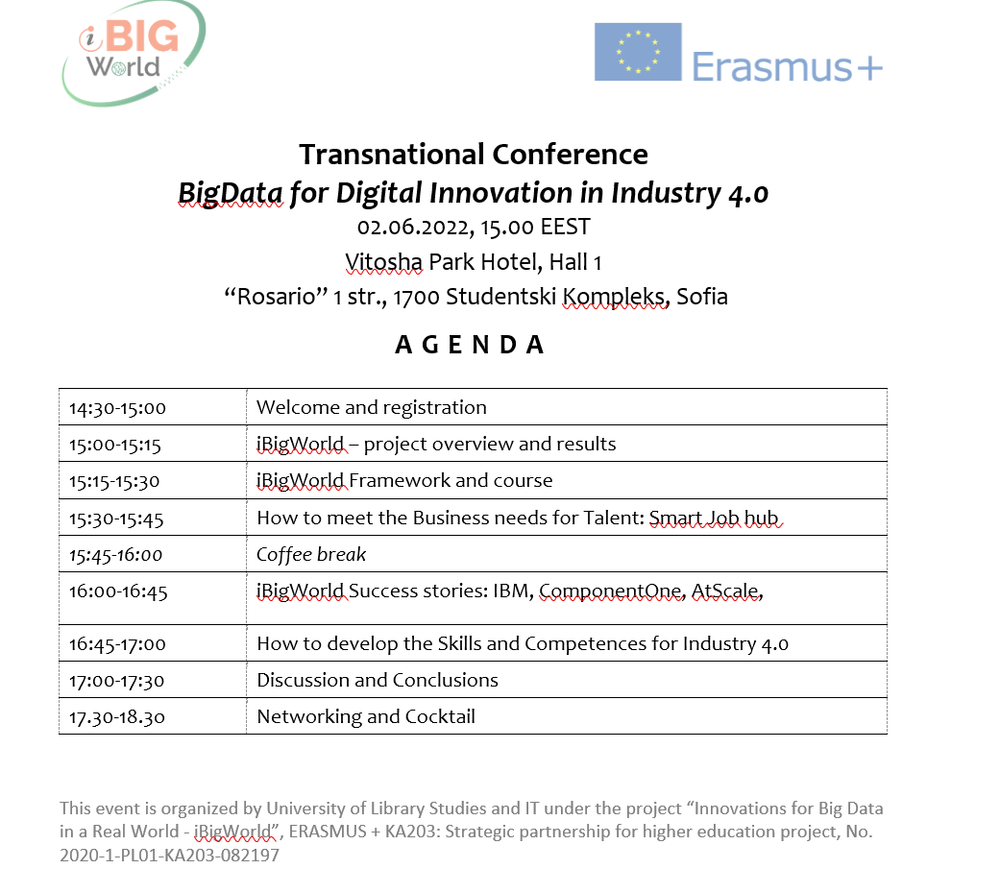 iBIG
World
Erasmus+
Transnational Conference
BigData for Digital Innovation in Industry 4.0
02.06.2022, 15.00 EEST
Vitosha Park Hotel, Hall 1
“Rosario” 1 str., 1700 Studentski Kompleks, Sofia
A G E N D A
14:30-15:00 Welcome and registration
15:00-15:15 iBigWorld – project overview and results
15:15-15:30 iBigWorld Framework and course
15:30-15:45 How to meet the Business needs for Talent: Smart Job hub
15:45-16:00 Coffee break
16:00-16:45 iBigWorld Success stories: IBM, ComponentOne, AtScale,
16:45-17:00 How to develop the Skills and Competences for Industry 4.0
17:00-17:30 Discussion and Conclusions
17.30-18.30 Networking and Cocktail
This event is organized by University of Library Studies and IT under the project “Innovations for Big Data
in a Real World - iBigWorld”, ERASMUS + KA203: Strategic partnership for higher education project, No.
2020-1-PL01-KA203-082197